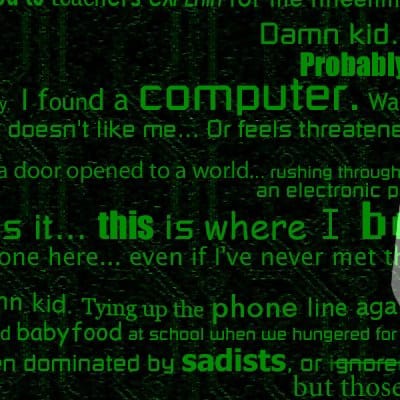 to teachers explain for the fifteenth
Damn kid.
Probably
y. I found a computer. Wa
doesn't like me... Or feels threatene
a door opened to a world... rushing through
an electronic p
s it... this is where I b
one here... even if I've never met th
mn kid. Tying up the phone line aga
d baby food at school when we hungered for
en dominated by sadists, or ignore
but those